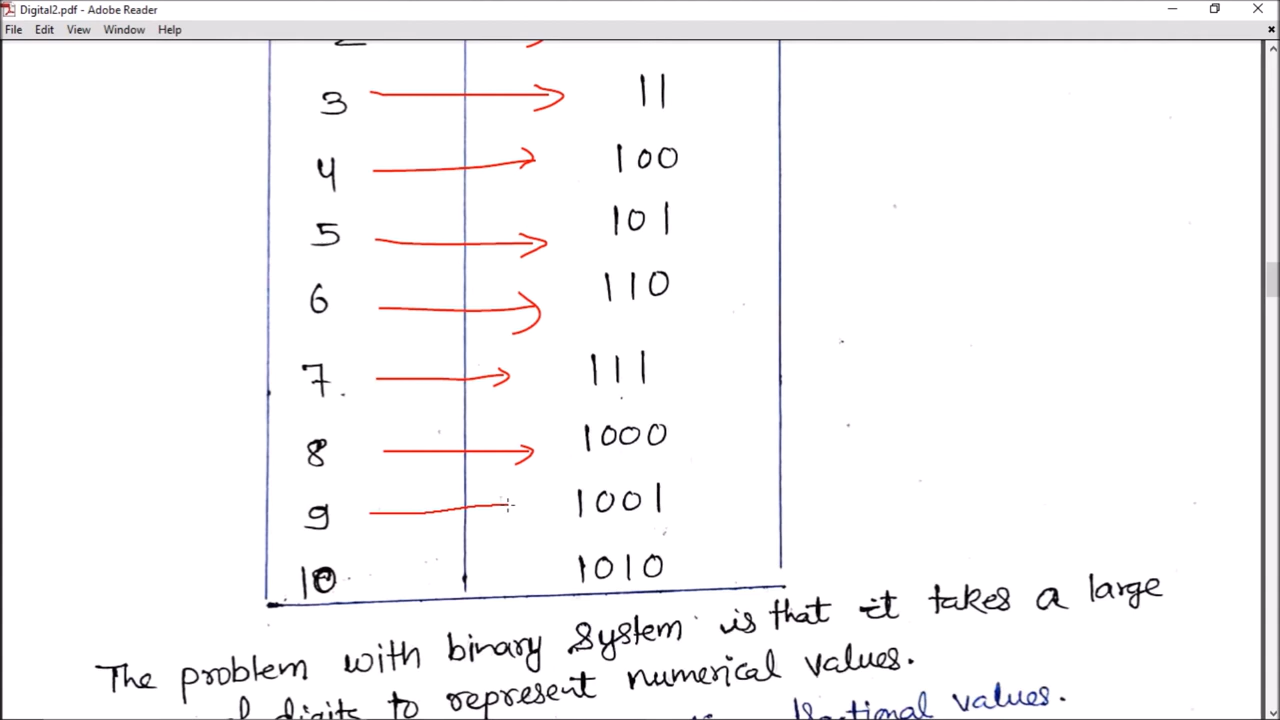 Digital2.pdf - Adobe Reader
File Edit View Window Help
3 11
4 100
5 101
6 110
7. 111
8 1000
9 1001
10 1010
The problem with binary system is that it takes a large
digits to represent numerical values.
values.